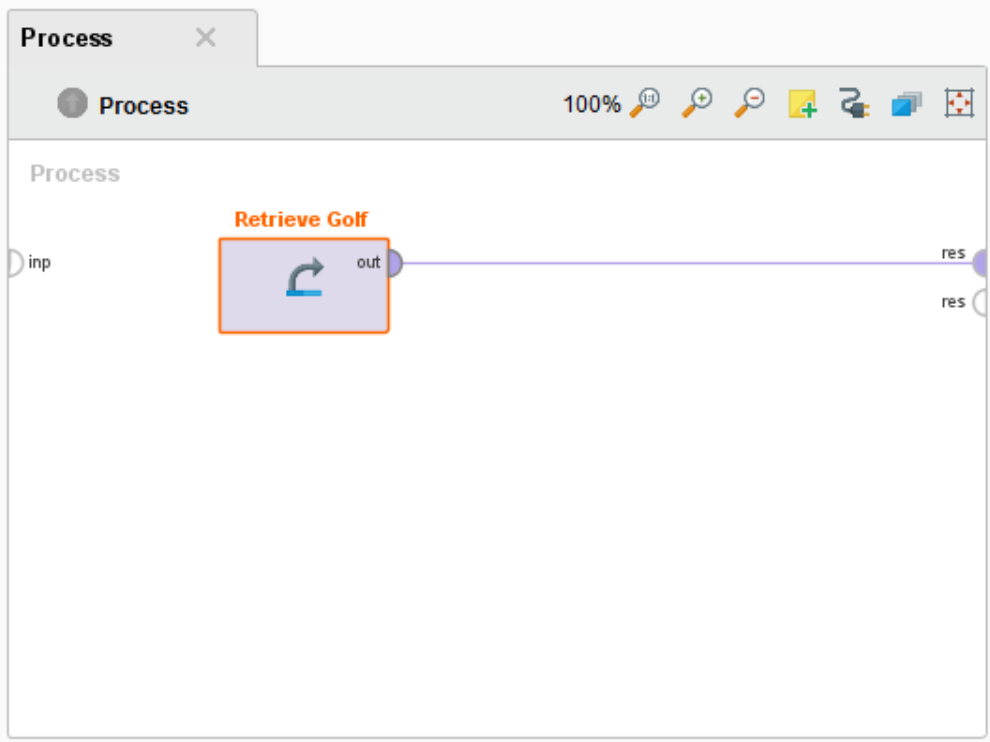 Process
Process
100%
Process
Retrieve Golf
inp
out
res
res